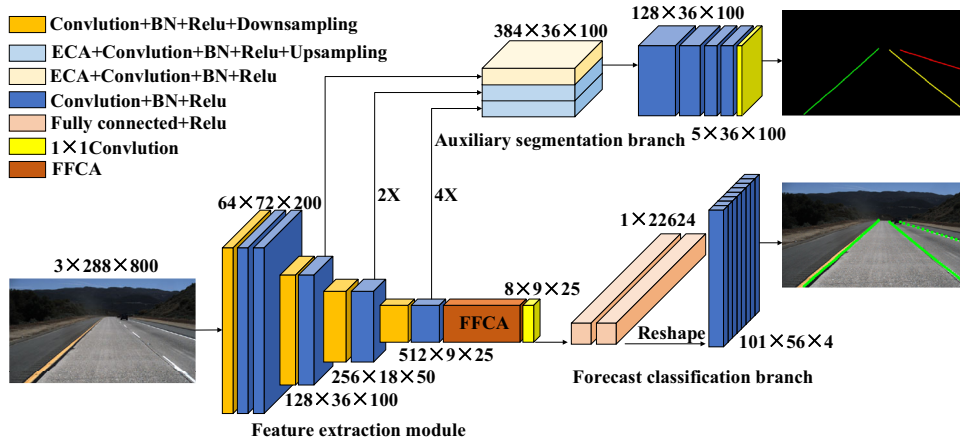 Convlution+BN+Relu+Downsampling
ECA+Convlution+BN+Relu+Upsampling
ECA+Convlution+BN+Relu
Convlution+BN+Relu
Fully connected+Relu
1×1Convlution
FFCA
384×36×100
128×36×100
Auxiliary segmentation branch
5×36×100
2X
4X
64×72×200
3×288×800
1×22624
8×9×25
FFCA
512×9×25
Reshape
101×56×4
256×18×50
128×36×100
Forecast classification branch
Feature extraction module